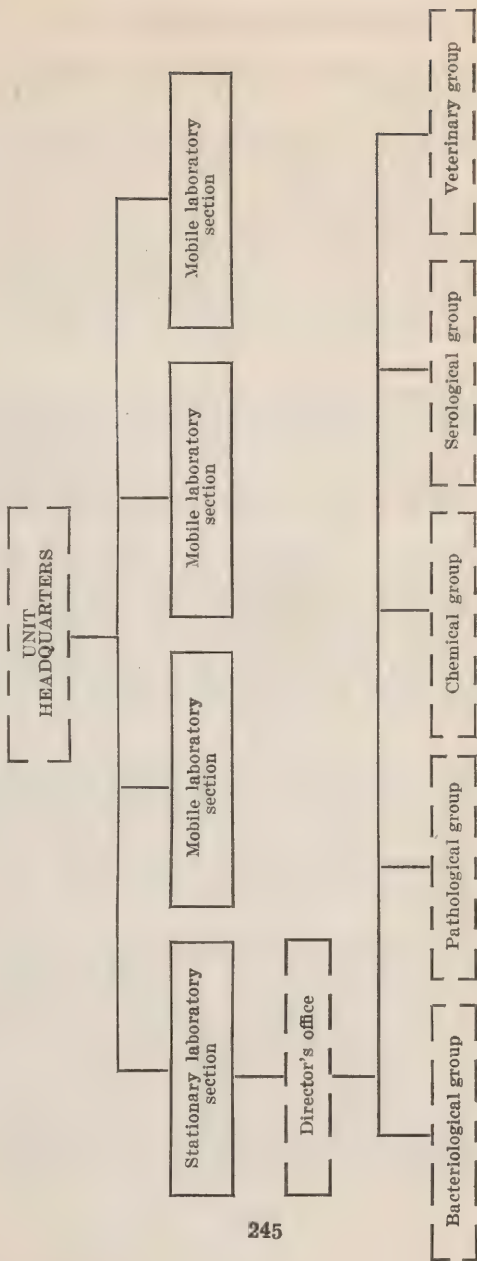 UNIT
HEADQUARTERS
Stationary laboratory
section
Mobile laboratory
section
Mobile laboratory
section
Mobile laboratory
section
Director's office
Bacteriological group
Pathological group
Chemical group
Serological group
Veterinary group
245